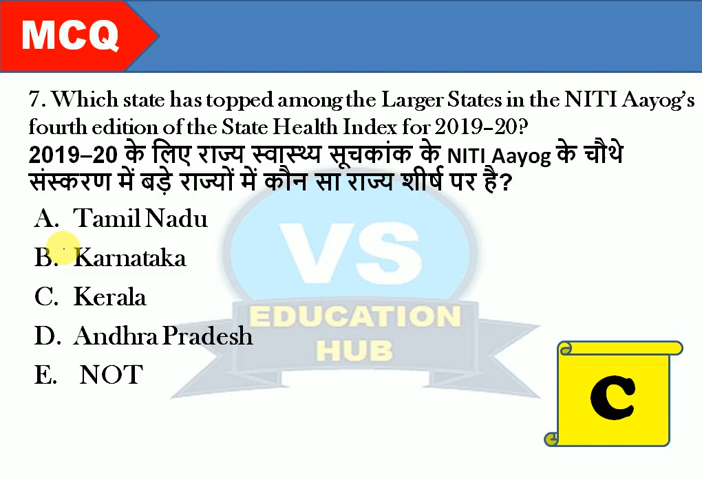 MCQ
7. Which state has topped among the Larger States in the NITI Aayog's
fourth edition of the State Health Index for 2019–20?
2019–20 के लिए राज्य स्वास्थ्य सूचकांक के NITI Aayog के चौथे
संस्करण में बड़े राज्यों में कौन सा राज्य शीर्ष पर है?
A. Tamil Nadu
B. Karnataka
C. Kerala
D. Andhra Pradesh
E. NOT
VS
EDUCATION
HUB
C